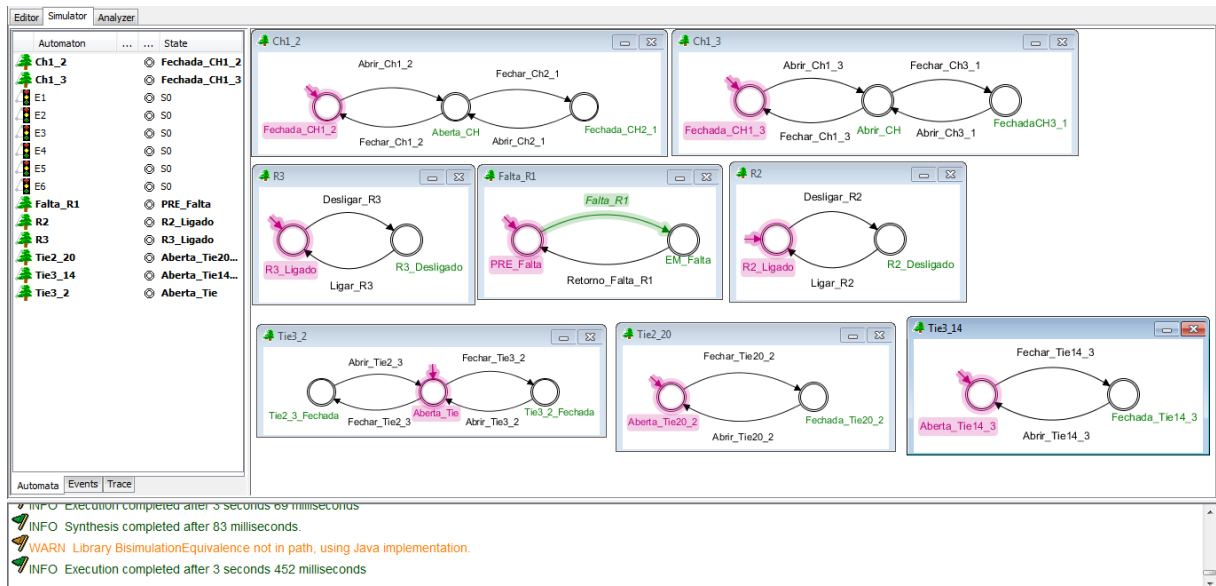 Editor Simulator Analyzer
Automaton ... ... State
Ch1_2 Fechada_CH1_2
Ch1_3 Fechada_CH1_3
E1 S0
E2 S0
E3 S0
E4 S0
E5 S0
E6 S0
Falta_R1 PRE_Falta
R2 R2_Ligado
R3 R3_Ligado
Tie2_20 Aberta_Tie20...
Tie3_14 Aberta_Tie14...
Tie3_2 Aberta_Tie
Automata Events Trace
Ch1_2
Abrir_Ch1_2
Fechar_Ch2_1
Fechada_CH1_2
Aberta_CH
Fechada_CH2_1
Fechar_Ch1_2
Abrir_Ch2_1
Ch1_3
Abrir_Ch1_3
Fechar_Ch3_1
Fechada_CH1_3
Abrir_CH
FechadaCH3_1
Fechar_Ch1_3
Abrir_Ch3_1
R3
Desligar_R3
R3_Ligado
R3_Desligado
Ligar_R3
Falta_R1
Falta_R1
PRE_Falta
EM_Falta
Retorno_Falta_R1
R2
Desligar_R2
R2_Ligado
R2_Desligado
Ligar_R2
Tie3_2
Abrir_Tie2_3
Fechar_Tie3_2
Tie2_3_Fechada
Aberta_Tie
Tie3_2_Fechada
Fechar_Tie2_3
Abrir_Tie3_2
Tie2_20
Fechar_Tie20_2
Aberta_Tie20_2
Fechada_Tie20_2
Abrir_Tie20_2
Tie3_14
Fechar_Tie14_3
Aberta_Tie14_3
Fechada_Tie14_3
Abrir_Tie14_3
INFO Execution completed after 3 seconds 69 milliseconds
INFO Synthesis completed after 83 milliseconds.
WARN Library BisimulationEquivalence not in path, using Java implementation.
INFO Execution completed after 3 seconds 452 milliseconds